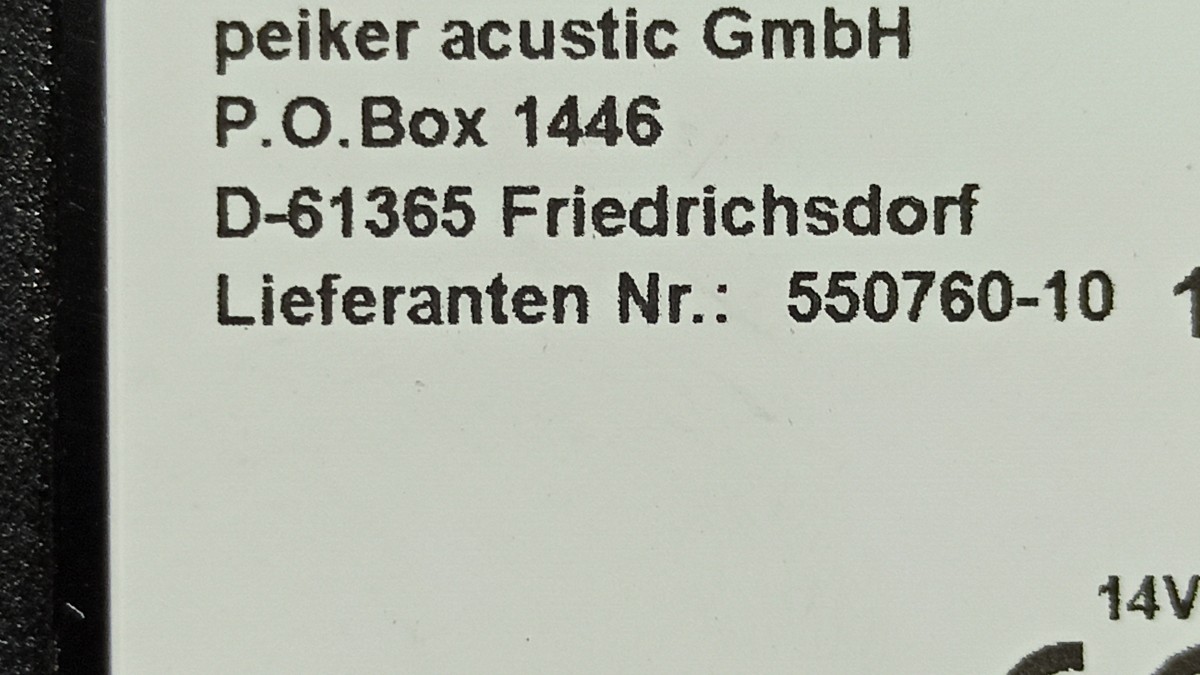 peiker acustic GmbH
P.O.Box 1446
D-61365 Friedrichsdorf
Lieferanten Nr.: 550760-10
14V